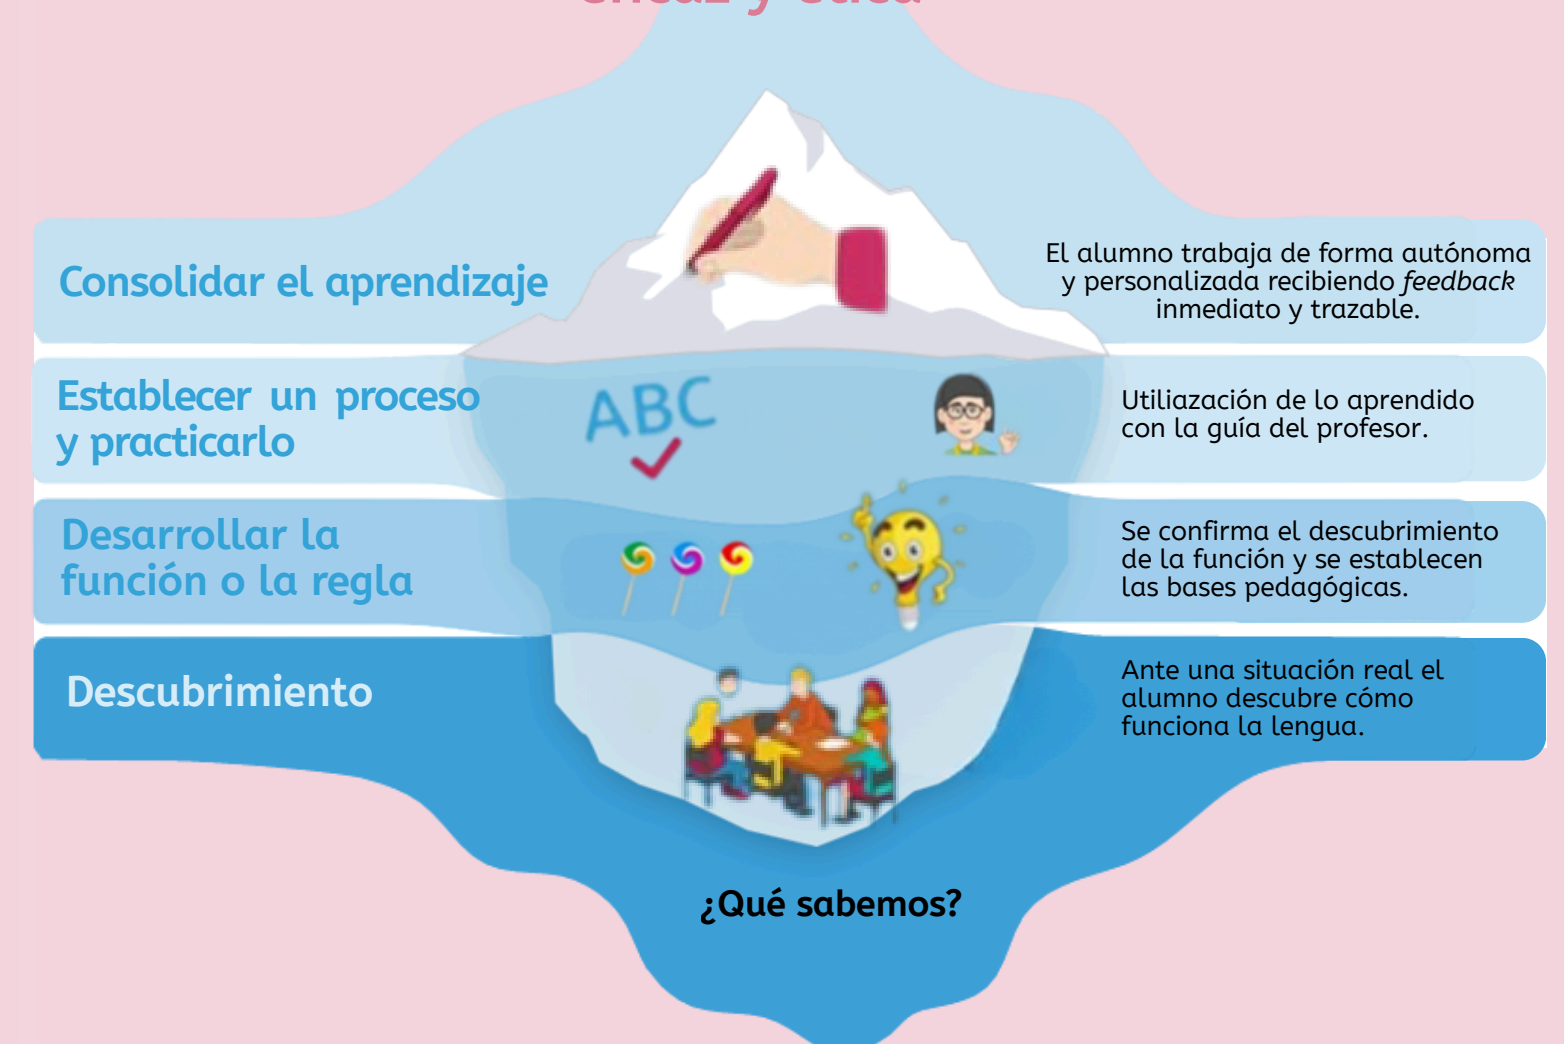 eficaz y ética
Consolidar el aprendizaje
El alumno trabaja de forma autónoma
y personalizada recibiendo feedback
inmediato y trazable.
Establecer un proceso
y practicarlo
ABC
Utiliazación de lo aprendido
con la guía del profesor.
Desarrollar la
función o la regla
Se confirma el descubrimiento
de la función y se establecen
las bases pedagógicas.
Descubrimiento
Ante una situación real el
alumno descubre cómo
funciona la lengua.
¿Qué sabemos?